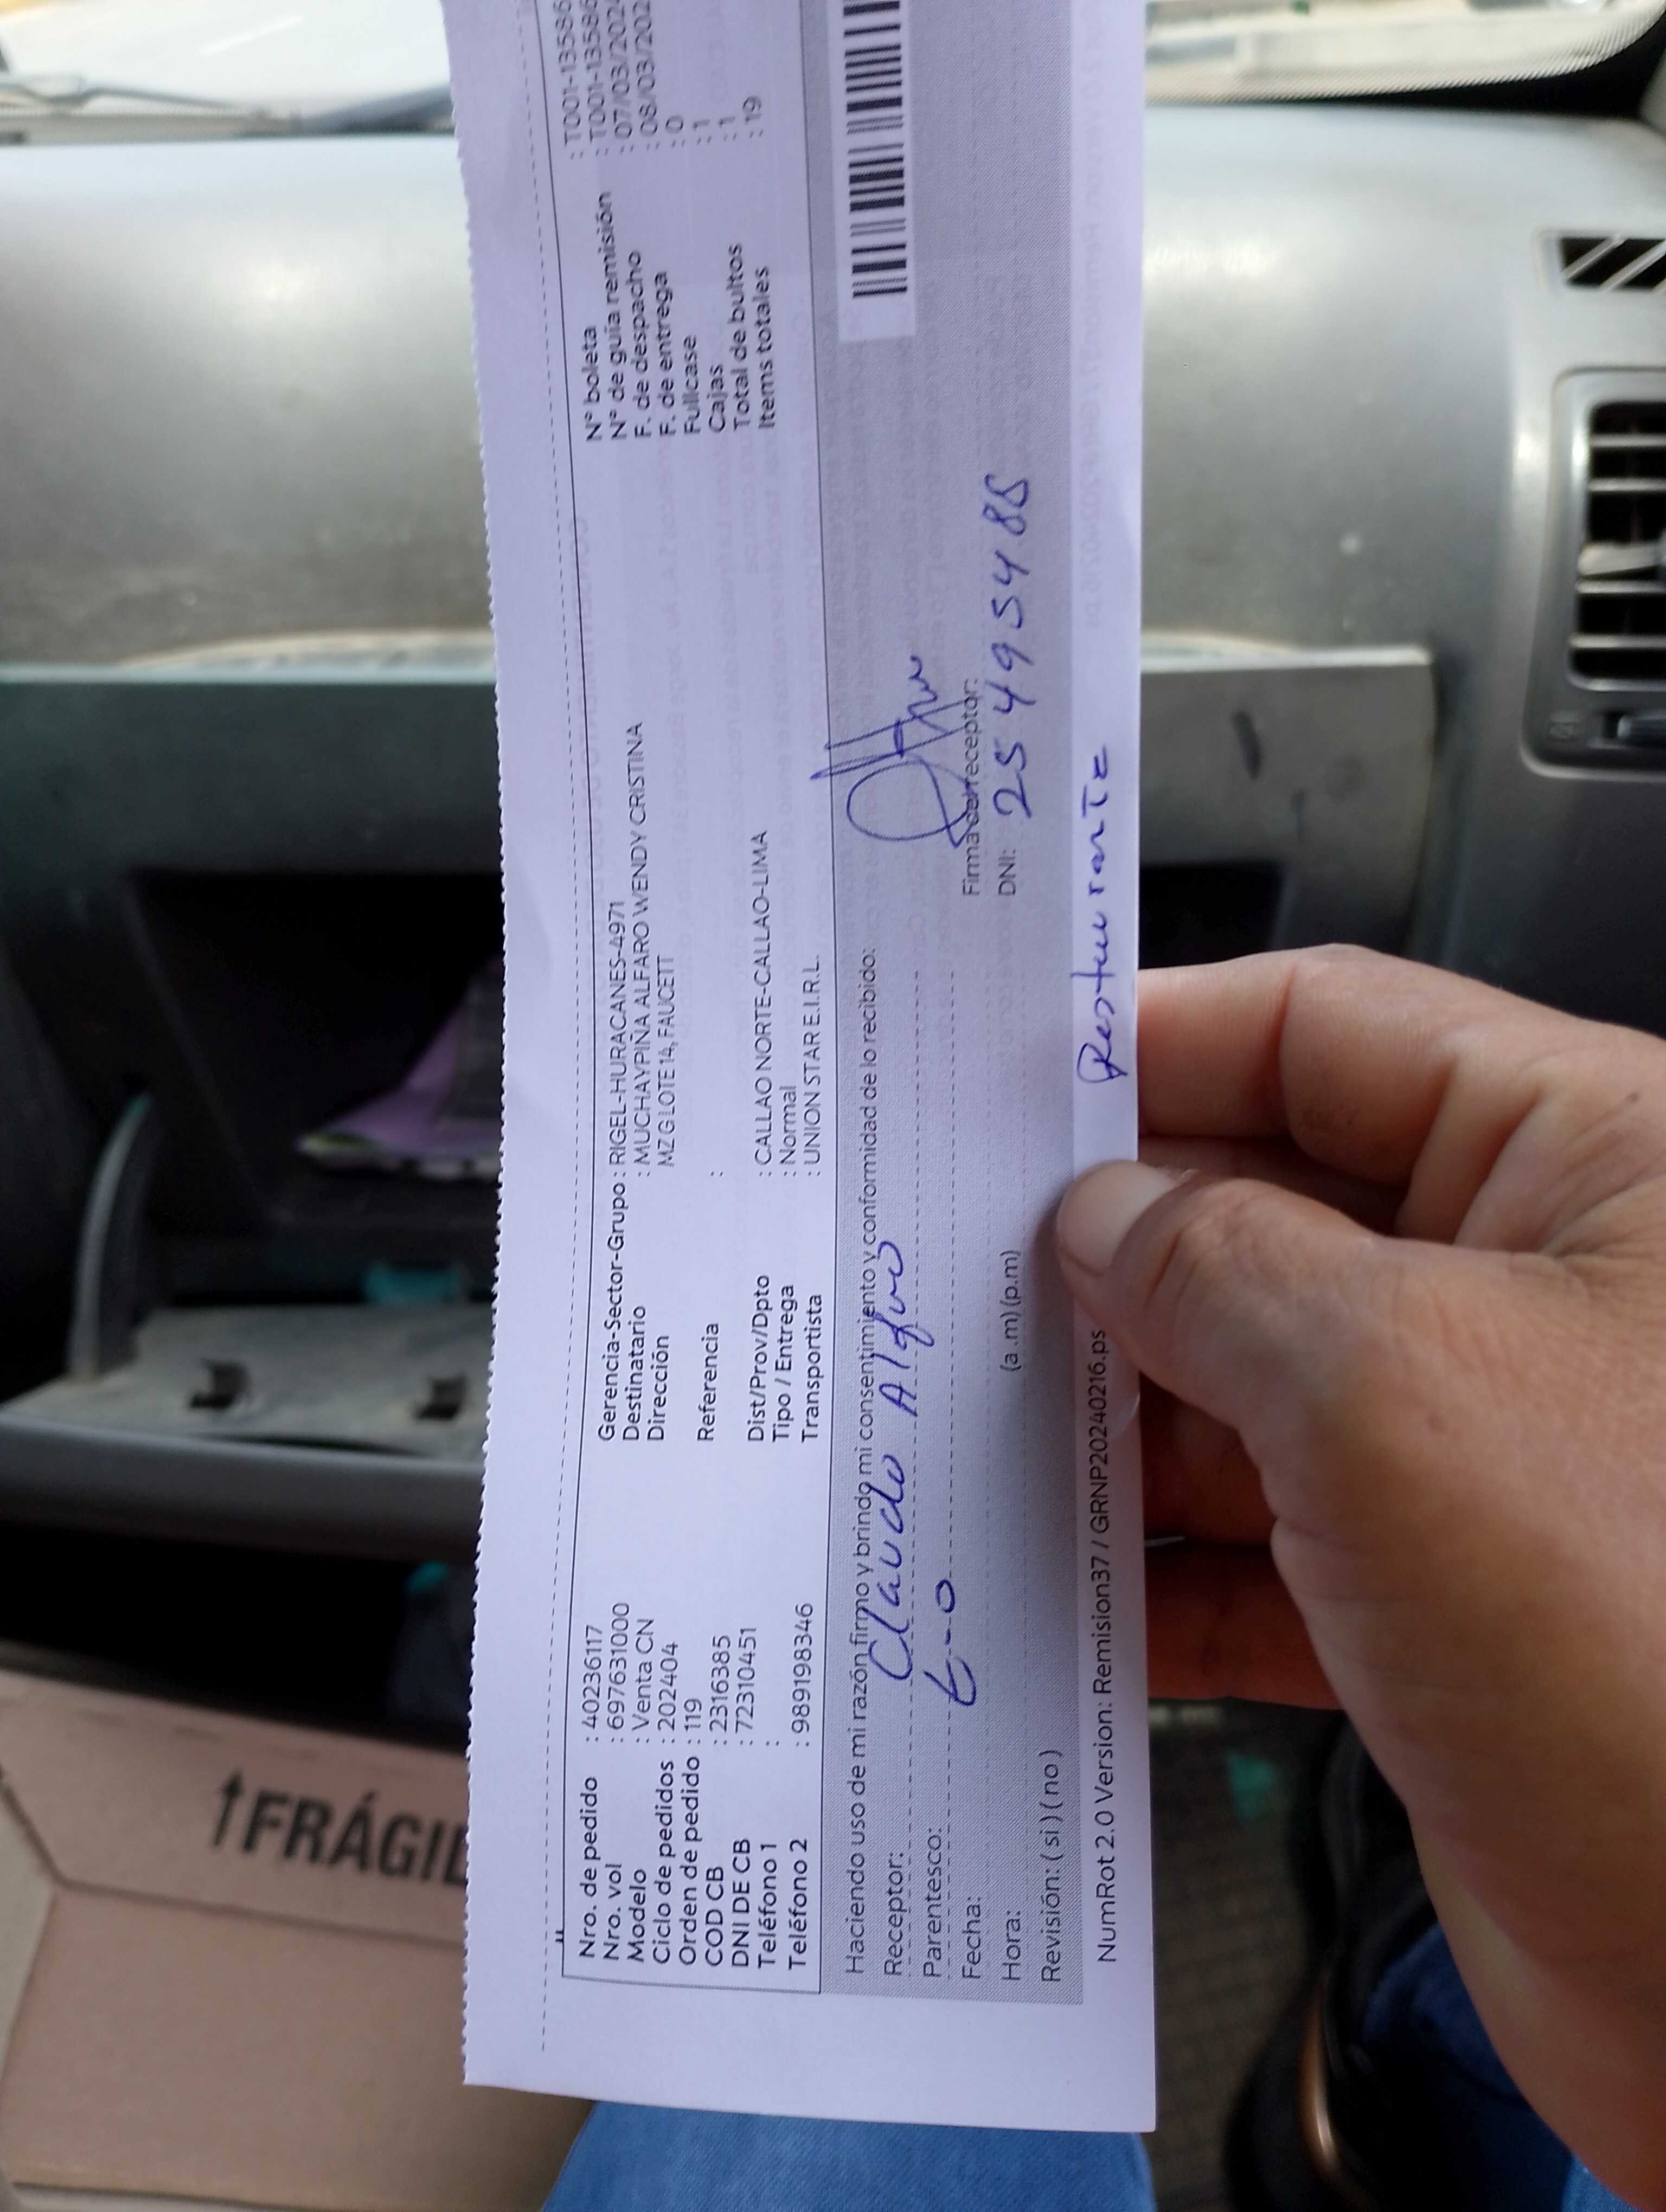 Nro. de pedido : 40236117
Nro. vol : 697631000
Modelo : Venta CN
Ciclo de pedidos : 202404
Orden de pedido : 119
COD CB : 2316385
DNI DE CB : 72310451
Teléfono 1 :
Teléfono 2 : 989198346
Gerencia-Sector-Grupo : RIGEL-HURACANES-4971
Destinatario : MUCHAYPIÑA ALFARO WENDY CRISTINA
Dirección MZ G LOTE 14, FAUCETT
Referencia :
Dist/Prov/Dpto : CALLAO NORTE-CALLAO-LIMA
Tipo / Entrega : Normal
Transportista : UNION STAR E.I.R.L.
N° boleta : T001-13586
N° de guía remisión : T001-13586
F. de despacho : 07/03/202
F. de entrega : 08/03/202
Fullcase : 0
Cajas : 1
Total de bultos : 1
Items totales : 19
Haciendo uso de mi razón firmo y brindo mi consentimiento y conformidad de lo recibido:
Receptor: Claudo Alfaro
Parentesco:
Fecha:
Hora: (a .m) (p.m)
Revisión: ( si ) ( no )
Firma del receptor:
DNI: 25495488
NumRot 2.0 Version: Remision37 / GRNP20240216.ps
Restaurante
↑FRÁGIL